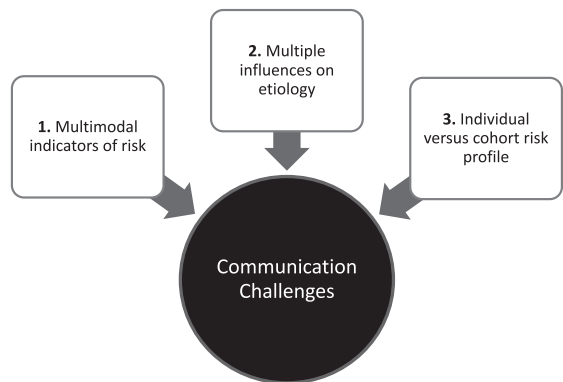 1. Multimodal
indicators of risk
2. Multiple
influences on
etiology
3. Individual
versus cohort risk
profile
Communication
Challenges